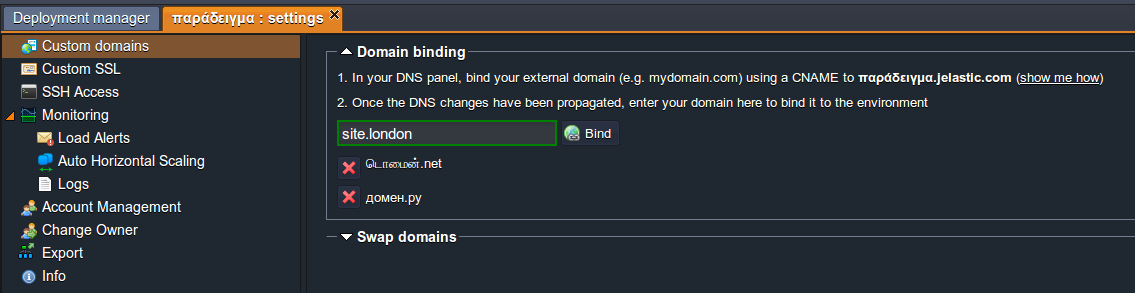 Deployment manager
παράδειγμα : settings
Custom domains
Custom SSL
SSH Access
Monitoring
Load Alerts
Auto Horizontal Scaling
Logs
Account Management
Change Owner
Export
Info
Domain binding
1. In your DNS panel, bind your external domain (e.g. mydomain.com) using a CNAME to παράδειγμα.jelastic.com (show me how)
2. Once the DNS changes have been propagated, enter your domain here to bind it to the environment
site.london
Bind
டொமைன்.net
домен.ру
Swap domains